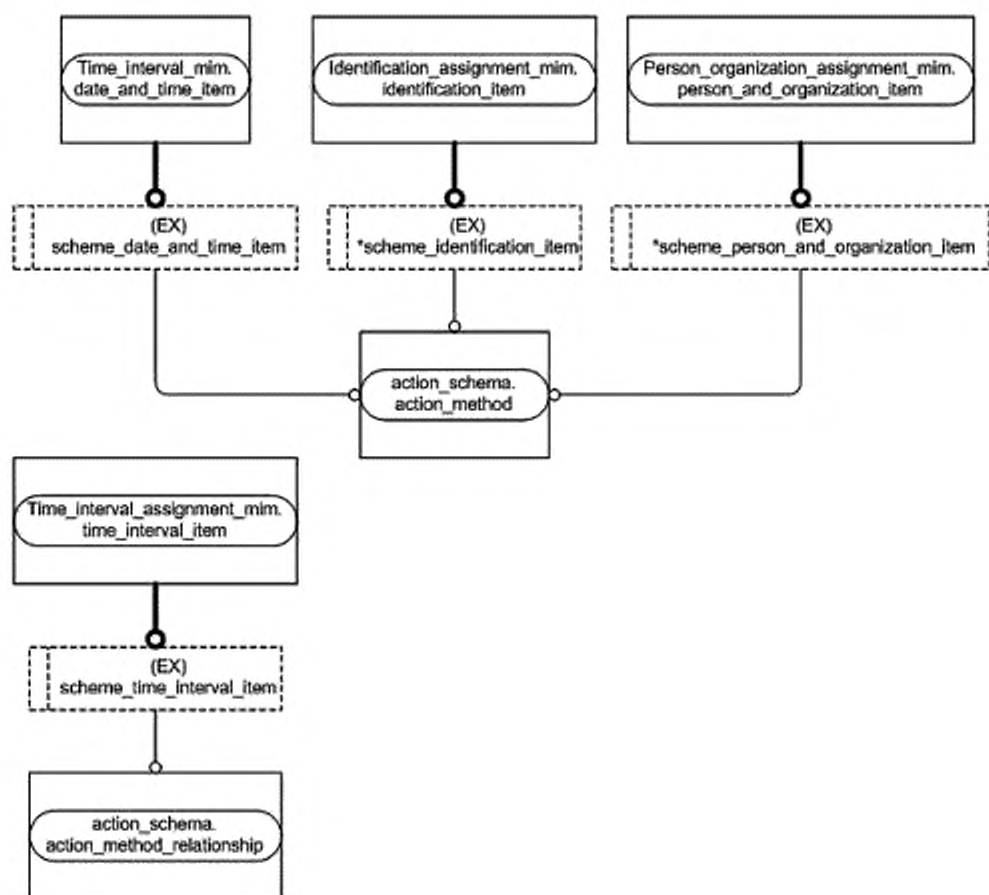 Time_interval_mim.
date_and_time_item
Identification_assignment_mim.
identification_item
Person_organization_assignment_mim.
person_and_organization_item
(EX)
scheme_date_and_time_item
(EX)
*scheme_identification_item
(EX)
*scheme_person_and_organization_item
action_schema.
action_method
Time_interval_assignment_mim.
time_interval_item
(EX)
scheme_time_interval_item
action_schema.
action_method_relationship